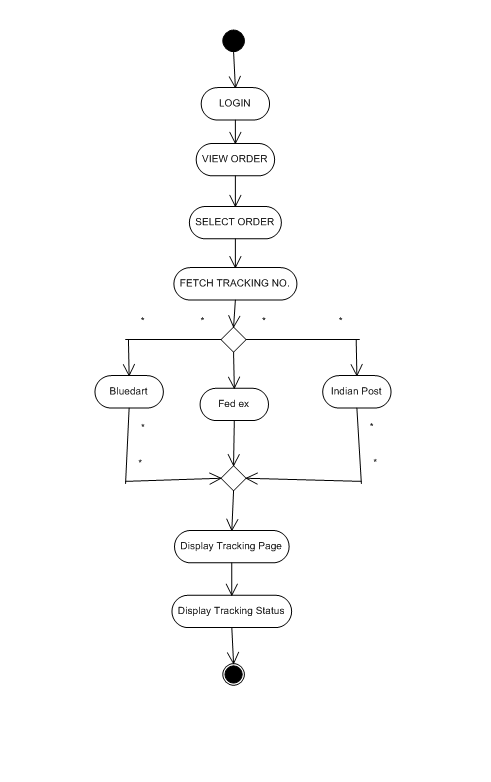 LOGIN
VIEW ORDER
SELECT ORDER
FETCH TRACKING NO.
* * * *
Bluedart
Fed ex
Indian Post
* *
* *
Display Tracking Page
Display Tracking Status